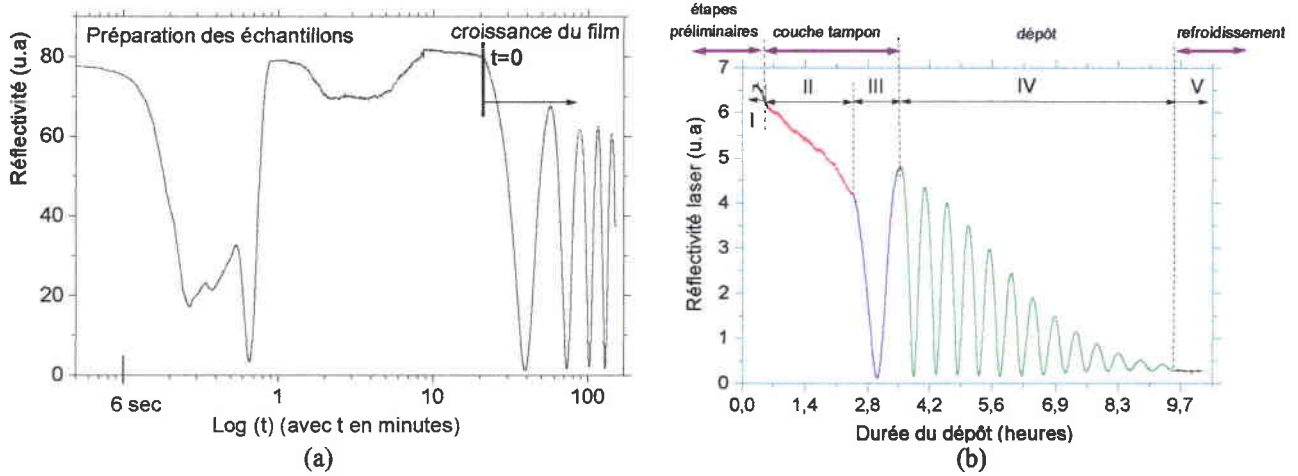 (a)
Préparation des échantillons
croissance du film
t=0
Réflectivité (u.a)
80
60
40
20
0
6 sec
1
10
100
Log (t) (avec t en minutes)
(a)
étapes
préliminaires
couche tampon
dépôt
refroidissement
I
II
III
IV
V
Réflectivité laser (u.a)
7
6
5
4
3
2
1
0
0,0
1,4
2,8
4,2
5,6
6,9
8,3
9,7
Durée du dépôt (heures)
(b)